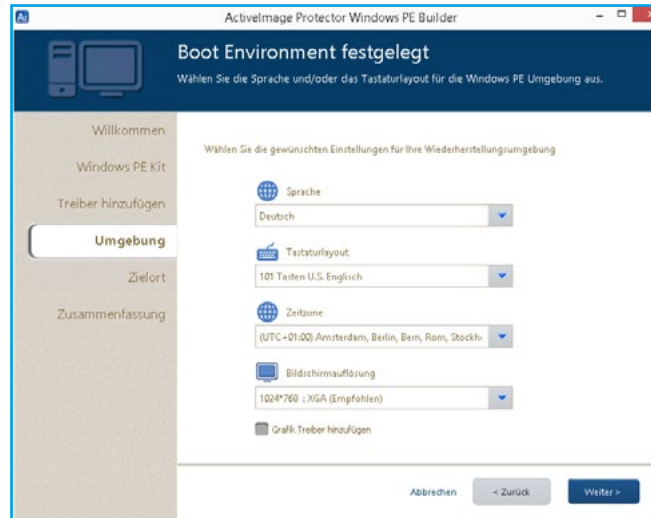 Ai
ActiveImage Protector Windows PE Builder
Boot Environment festgelegt
Wählen Sie die Sprache und/oder das Tastaturlayout für die Windows PE Umgebung aus.
Willkommen
Windows PE Kit
Treiber hinzufügen
Umgebung
Zielort
Zusammenfassung
Wählen Sie die gewünschten Einstellungen für Ihre Wiederherstellungsumgebung
Sprache
Deutsch
Tastaturlayout
101 Tasten U.S. Englisch
Zeitzone
(UTC+01:00) Amsterdam, Berlin, Bern, Rom, Stockh
Bildschirmauflösung
1024*768 : XGA (Empfohlen)
Grafik Treiber hinzufügen
Abbrechen
< Zurück
Weiter >